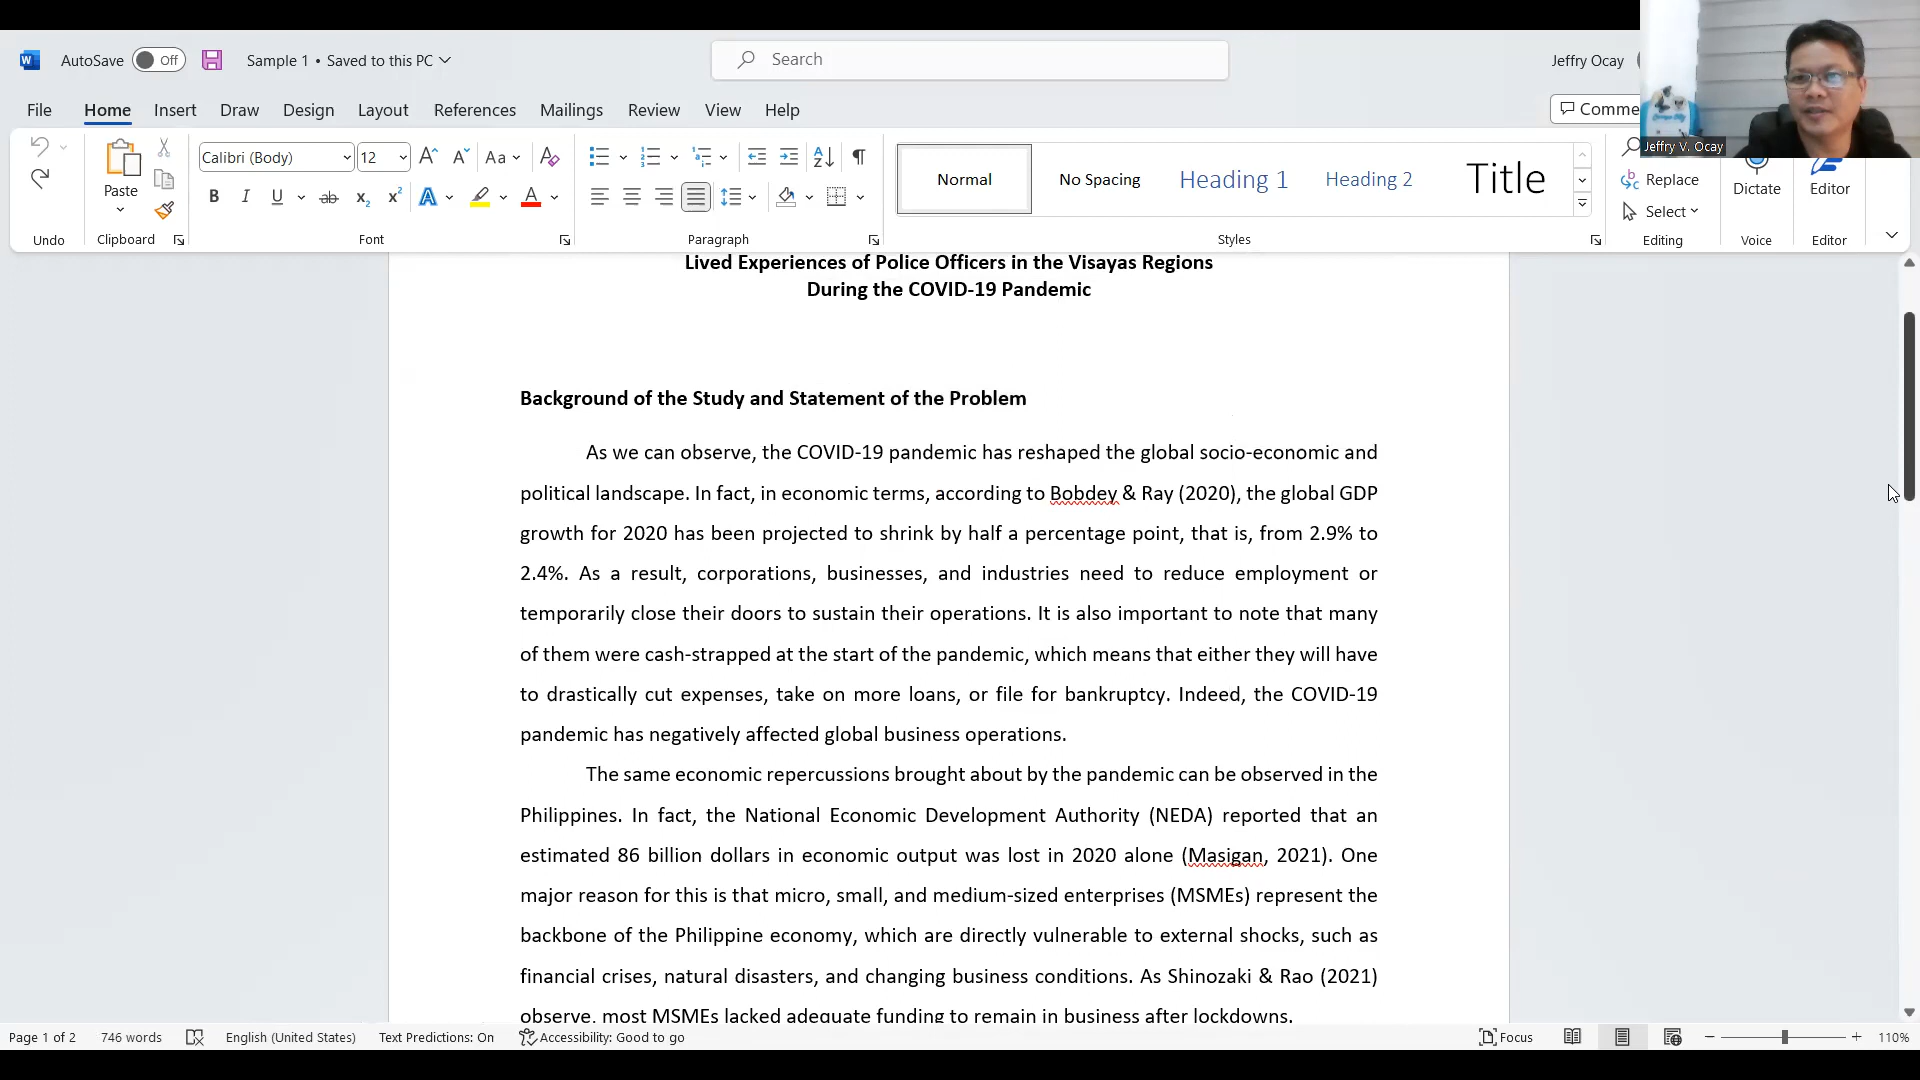 AutoSave Off Sample 1 • Saved to this PC Search Jeffry Ocay
File Home Insert Draw Design Layout References Mailings Review View Help Comme
Jeffry V. Ocay
Calibri (Body) 12 Aa
Paste
B I U ab x2 x2 A A
Normal No Spacing Heading 1 Heading 2 Title
Replace
Select
Dictate Editor
Undo Clipboard Font Paragraph Styles Editing Voice Editor
Lived Experiences of Police Officers in the Visayas Regions
During the COVID-19 Pandemic
Background of the Study and Statement of the Problem
As we can observe, the COVID-19 pandemic has reshaped the global socio-economic and
political landscape. In fact, in economic terms, according to Bobdey & Ray (2020), the global GDP
growth for 2020 has been projected to shrink by half a percentage point, that is, from 2.9% to
2.4%. As a result, corporations, businesses, and industries need to reduce employment or
temporarily close their doors to sustain their operations. It is also important to note that many
of them were cash-strapped at the start of the pandemic, which means that either they will have
to drastically cut expenses, take on more loans, or file for bankruptcy. Indeed, the COVID-19
pandemic has negatively affected global business operations.
The same economic repercussions brought about by the pandemic can be observed in the
Philippines. In fact, the National Economic Development Authority (NEDA) reported that an
estimated 86 billion dollars in economic output was lost in 2020 alone (Masigan, 2021). One
major reason for this is that micro, small, and medium-sized enterprises (MSMEs) represent the
backbone of the Philippine economy, which are directly vulnerable to external shocks, such as
financial crises, natural disasters, and changing business conditions. As Shinozaki & Rao (2021)
observe, most MSMEs lacked adequate funding to remain in business after lockdowns.
Page 1 of 2 746 words English (United States) Text Predictions: On Accessibility: Good to go Focus 110%